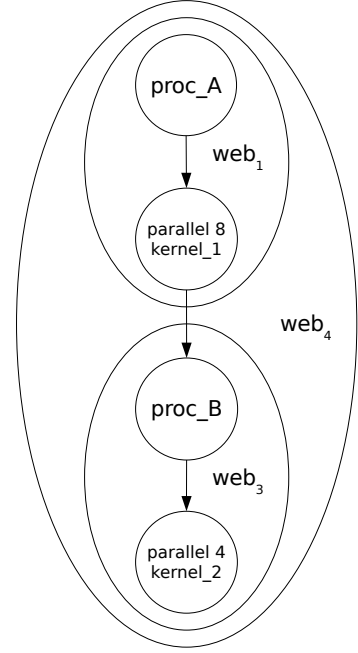 proc_A
web₁
parallel 8
kernel_1
web₄
proc_B
web₃
parallel 4
kernel_2